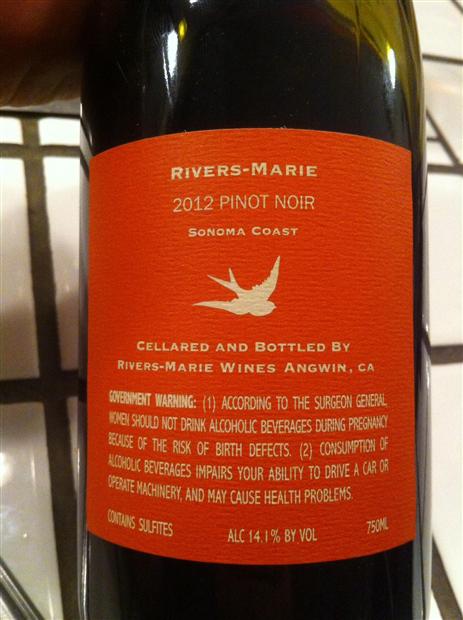 RIVERS-MARIE
2012 PINOT NOIR
SONOMA COAST
CELLARED AND BOTTLED BY
RIVERS-MARIE WINES ANGWIN, CA
GOVERNMENT WARNING: (1) ACCORDING TO THE SURGEON GENERAL,
WOMEN SHOULD NOT DRINK ALCOHOLIC BEVERAGES DURING PREGNANCY
BECAUSE OF THE RISK OF BIRTH DEFECTS. (2) CONSUMPTION OF
ALCOHOLIC BEVERAGES IMPAIRS YOUR ABILITY TO DRIVE A CAR OR
OPERATE MACHINERY, AND MAY CAUSE HEALTH PROBLEMS.
CONTAINS SULFITES ALC 14.1% BY VOL 750ML